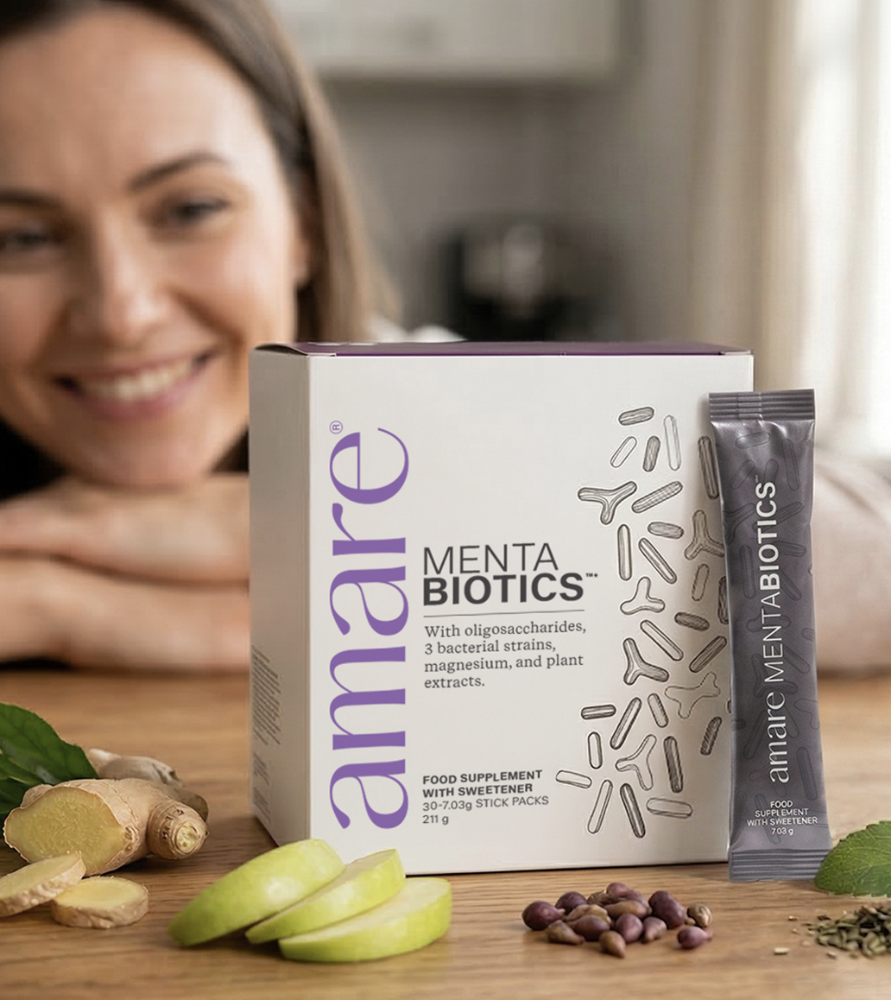 amare®
MENTA
BIOTICS™*
With oligosaccharides,
3 bacterial strains,
magnesium, and plant
extracts.
FOOD SUPPLEMENT
WITH SWEETENER
30-7.03g STICK PACKS
211 g
amare MENTABIOTICS™
FOOD
SUPPLEMENT
WITH SWEETENER
7.03 g